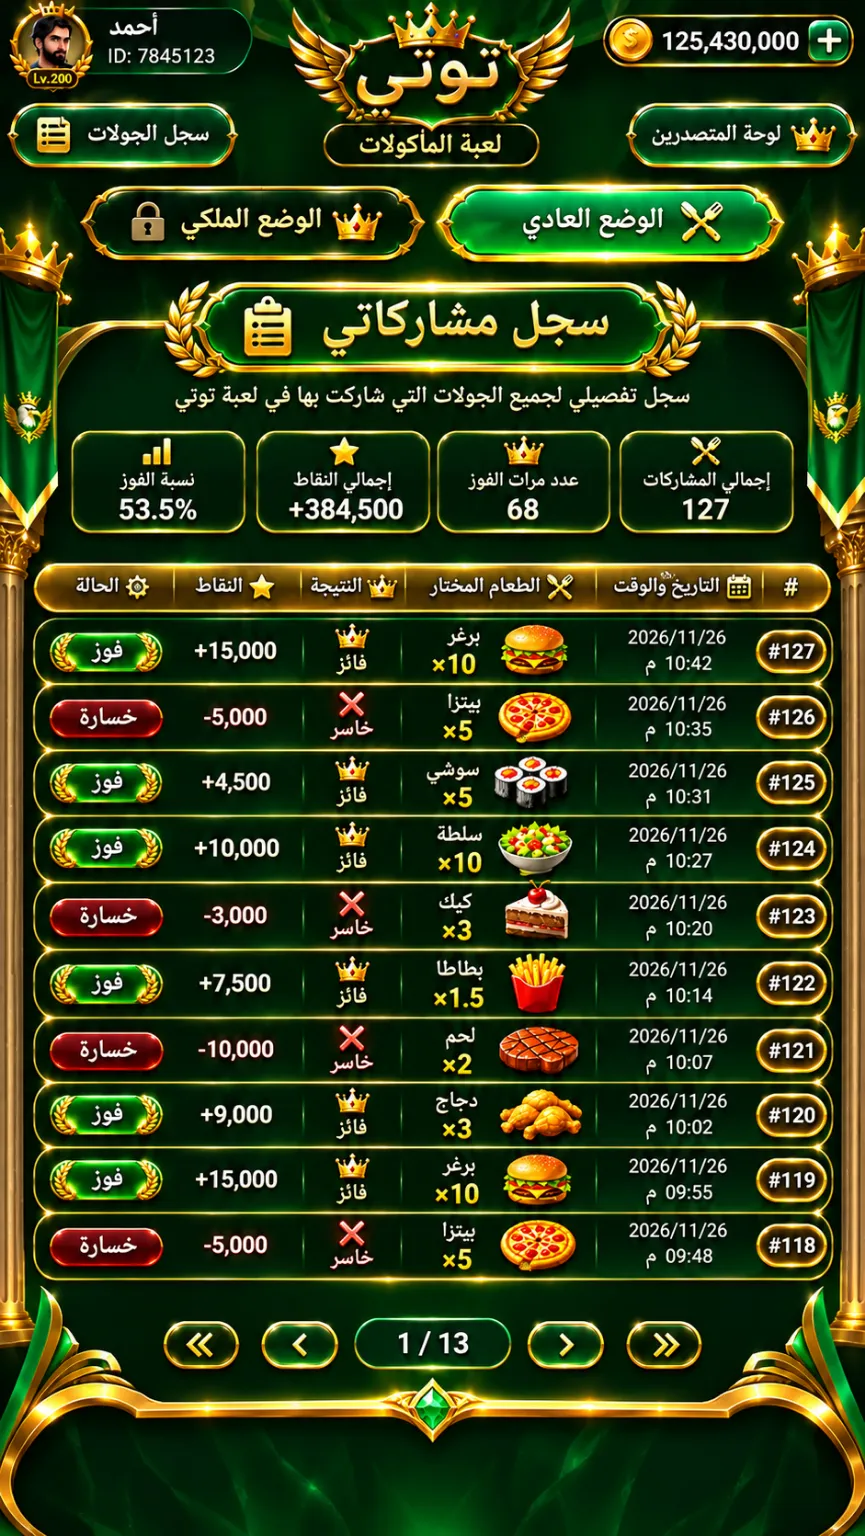 أحمد
ID: 7845123
Lv.200
توتي
لعبة المأكولات
125,430,000
سجل الجولات
لوحة المتصدرين
الوضع العادي
الوضع الملكي
سجل مشاركاتي
سجل تفصيلي لجميع الجولات التي شاركت بها في لعبة توتي
إجمالي المشاركات
127
عدد مرات الفوز
68
إجمالي النقاط
+384,500
نسبة الفوز
53.5%
# التاريخ والوقت الطعام المختار النتيجة النقاط الحالة
#127 2026/11/26 10:42 م برغر ×10 فائز +15,000 فوز
#126 2026/11/26 10:35 م بيتزا ×5 خاسر -5,000 خسارة
#125 2026/11/26 10:31 م سوشي ×5 فائز +4,500 فوز
#124 2026/11/26 10:27 م سلطة ×10 فائز +10,000 فوز
#123 2026/11/26 10:20 م كيك ×3 خاسر -3,000 خسارة
#122 2026/11/26 10:14 م بطاطا ×1.5 فائز +7,500 فوز
#121 2026/11/26 10:07 م لحم ×2 خاسر -10,000 خسارة
#120 2026/11/26 10:02 م دجاج ×3 فائز +9,000 فوز
#119 2026/11/26 09:55 م برغر ×10 فائز +15,000 فوز
#118 2026/11/26 09:48 م بيتزا ×5 خاسر -5,000 خسارة
1 / 13